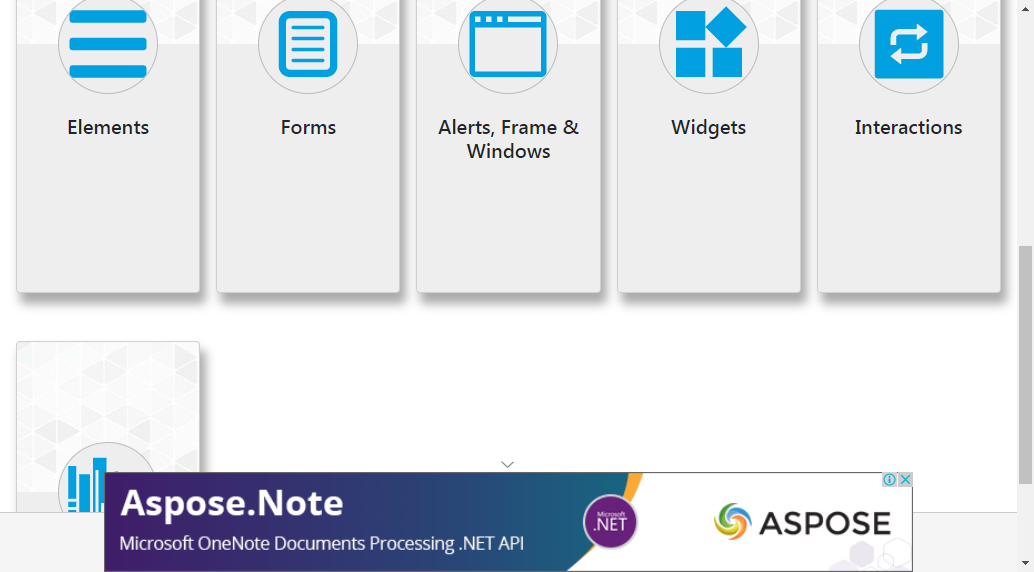 Elements
Forms
Alerts, Frame &
Windows
Widgets
Interactions
Aspose.Note
Microsoft OneNote Documents Processing .NET API
Microsoft
.NET
ASPOSE